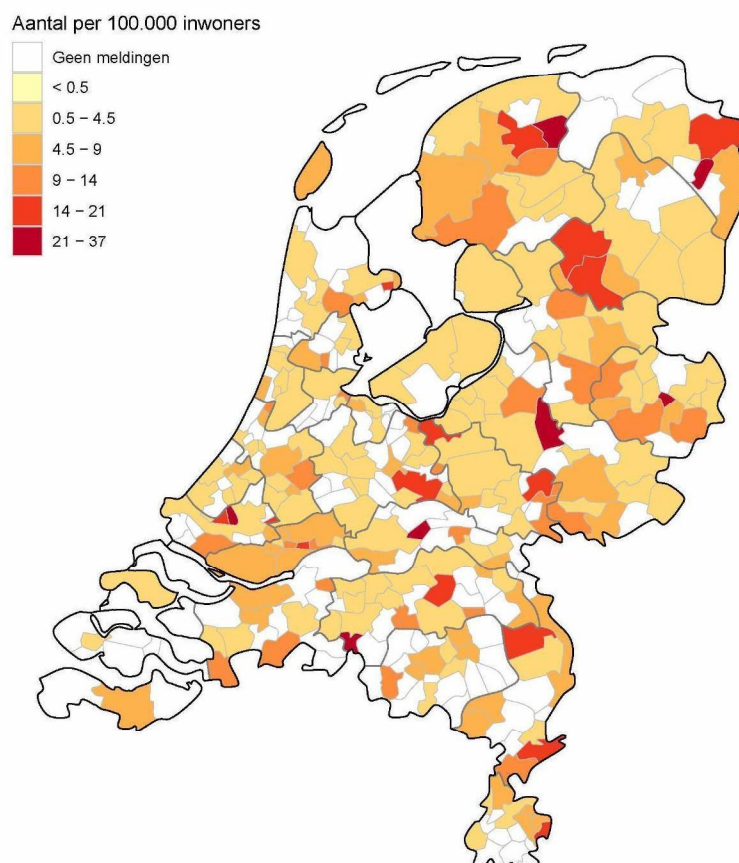 Aantal per 100.000 inwoners
Geen meldingen
< 0.5
0.5 – 4.5
4.5 – 9
9 – 14
14 – 21
21 – 37